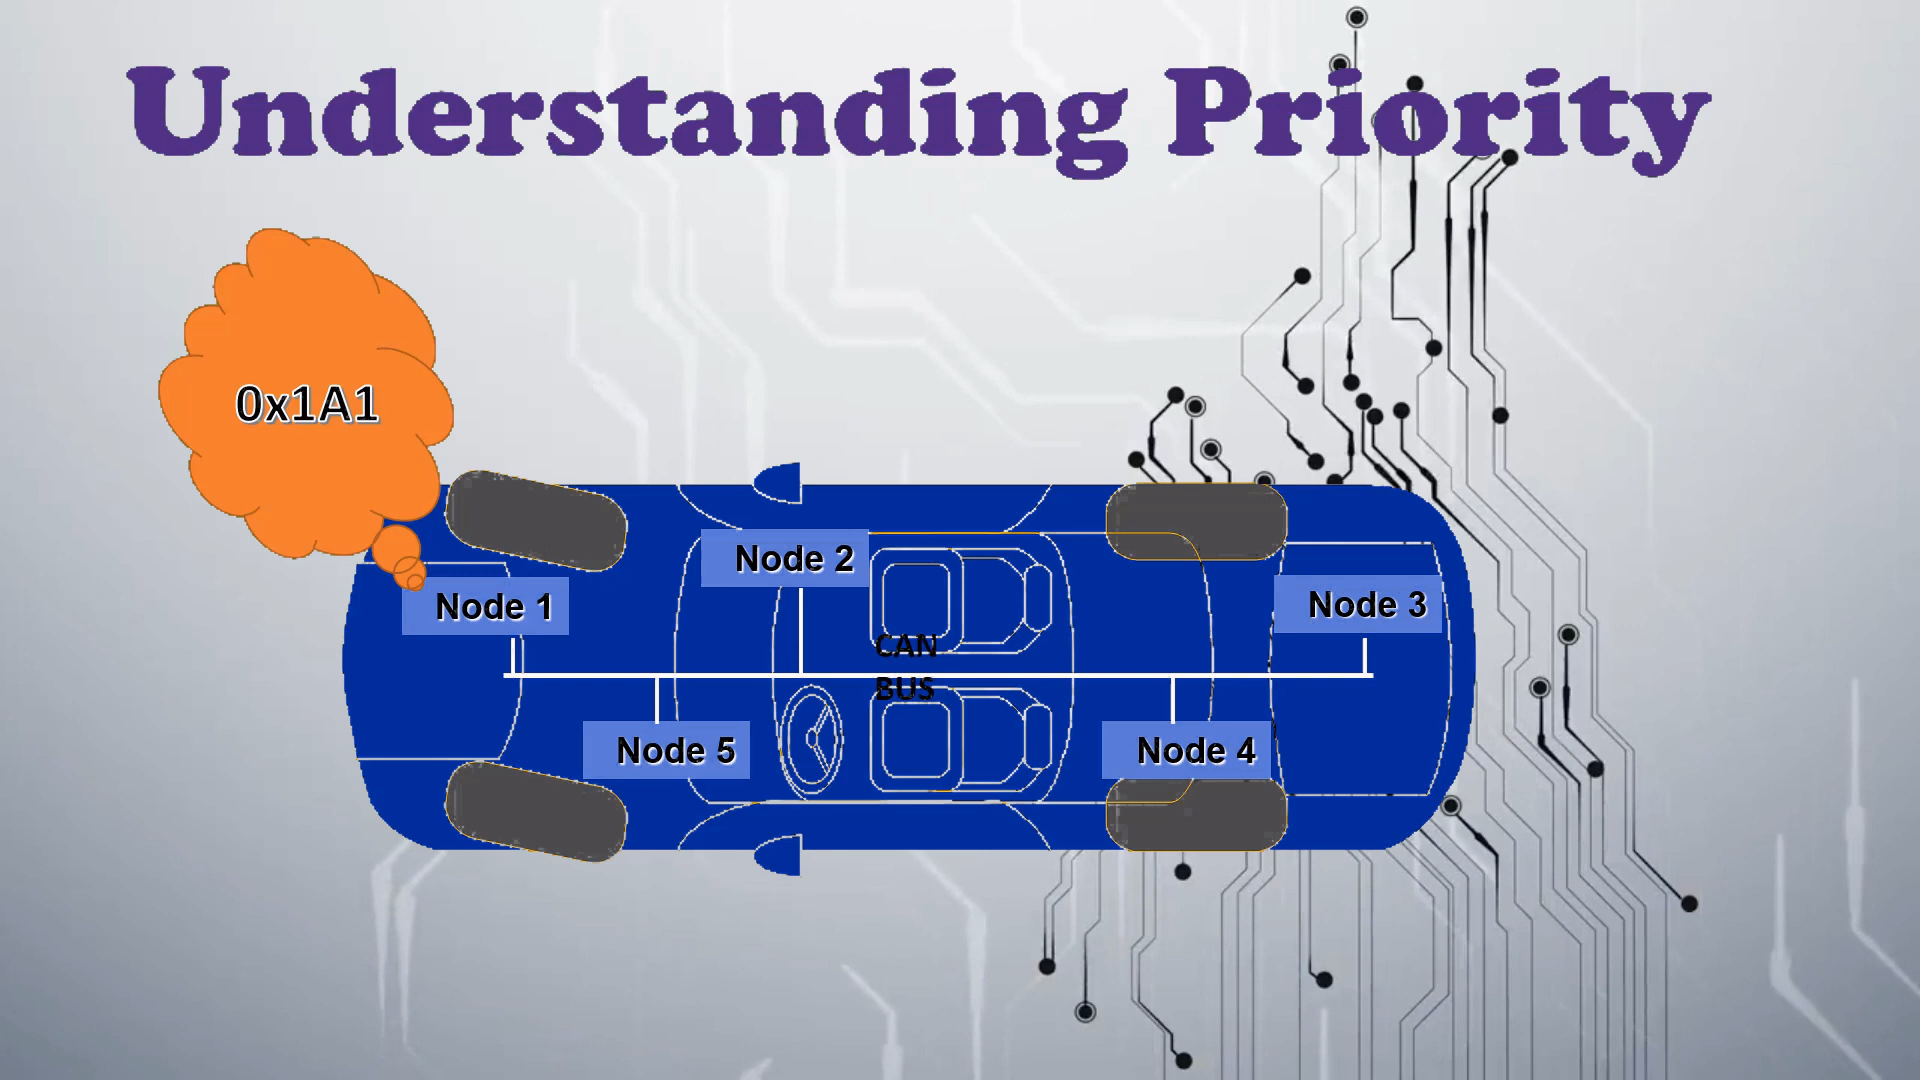 Understanding Priority
0x1A1
Node 2
Node 1
Node 3
CAN
BUS
Node 5
Node 4